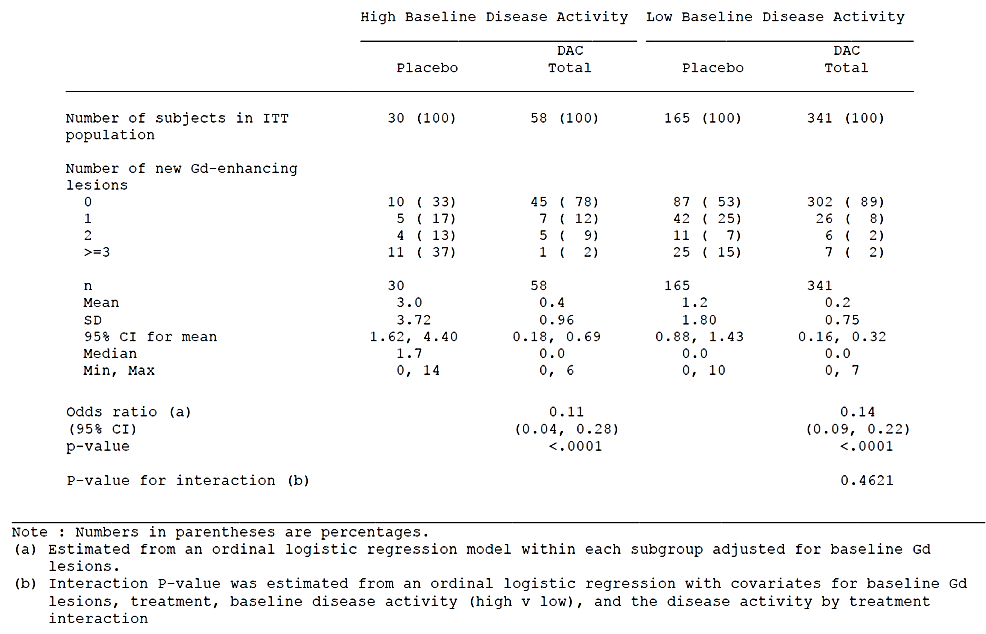 High Baseline Disease Activity Low Baseline Disease Activity
DAC DAC
Placebo Total Placebo Total
Number of subjects in ITT 30 (100) 58 (100) 165 (100) 341 (100)
population
Number of new Gd-enhancing
lesions
0 10 ( 33) 45 ( 78) 87 ( 53) 302 ( 89)
1 5 ( 17) 7 ( 12) 42 ( 25) 26 ( 8)
2 4 ( 13) 5 ( 9) 11 ( 7) 6 ( 2)
>=3 11 ( 37) 1 ( 2) 25 ( 15) 7 ( 2)
n 30 58 165 341
Mean 3.0 0.4 1.2 0.2
SD 3.72 0.96 1.80 0.75
95% CI for mean 1.62, 4.40 0.18, 0.69 0.88, 1.43 0.16, 0.32
Median 1.7 0.0 0.0 0.0
Min, Max 0, 14 0, 6 0, 10 0, 7
Odds ratio (a) 0.11 0.14
(95% CI) (0.04, 0.28) (0.09, 0.22)
p-value <.0001 <.0001
P-value for interaction (b) 0.4621
Note : Numbers in parentheses are percentages.
(a) Estimated from an ordinal logistic regression model within each subgroup adjusted for baseline Gd
lesions.
(b) Interaction P-value was estimated from an ordinal logistic regression with covariates for baseline Gd
lesions, treatment, baseline disease activity (high v low), and the disease activity by treatment
interaction